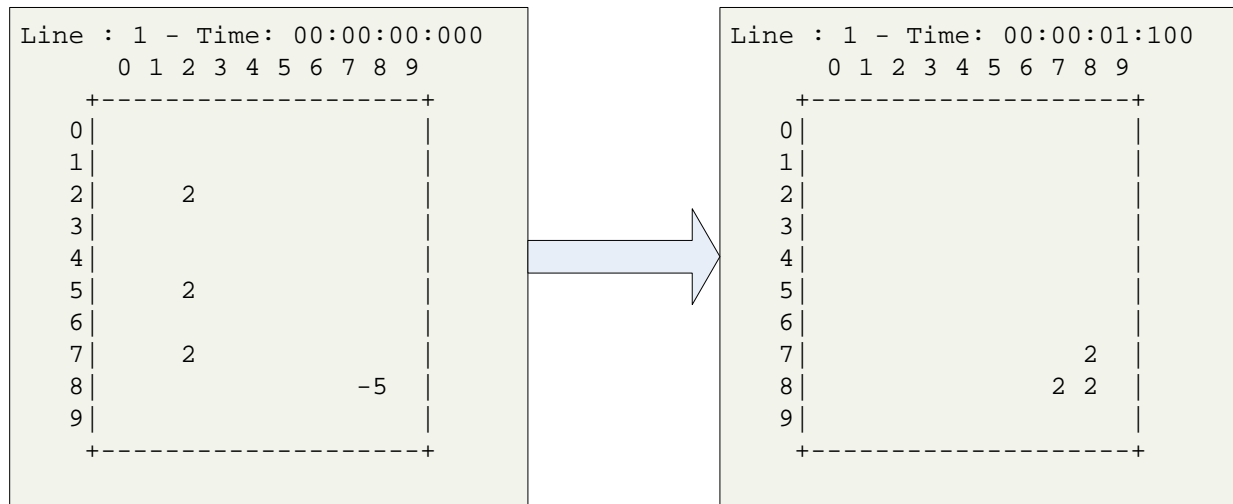 Line : 1 - Time: 00:00:00:000
      0 1 2 3 4 5 6 7 8 9
    +--------------------+
   0|                    |
   1|                    |
   2|     2              |
   3|                    |
   4|                    |
   5|     2              |
   6|                    |
   7|     2              |
   8|                -5  |
   9|                    |
    +--------------------+
Line : 1 - Time: 00:00:01:100
      0 1 2 3 4 5 6 7 8 9
    +--------------------+
   0|                    |
   1|                    |
   2|                    |
   3|                    |
   4|                    |
   5|                    |
   6|                    |
   7|                 2  |
   8|               2 2  |
   9|                    |
    +--------------------+